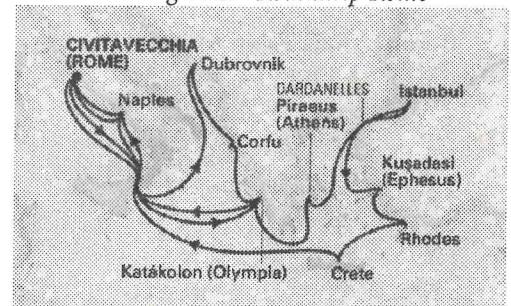 CIVITAVECCHIA
(ROME)
Dubrovnik
Naples
DARDANELLES
Piraeus
(Athens)
Istanbul
Corfu
Kuşadasi
(Ephesus)
Rhodes
Katákolon (Olympia)
Crete